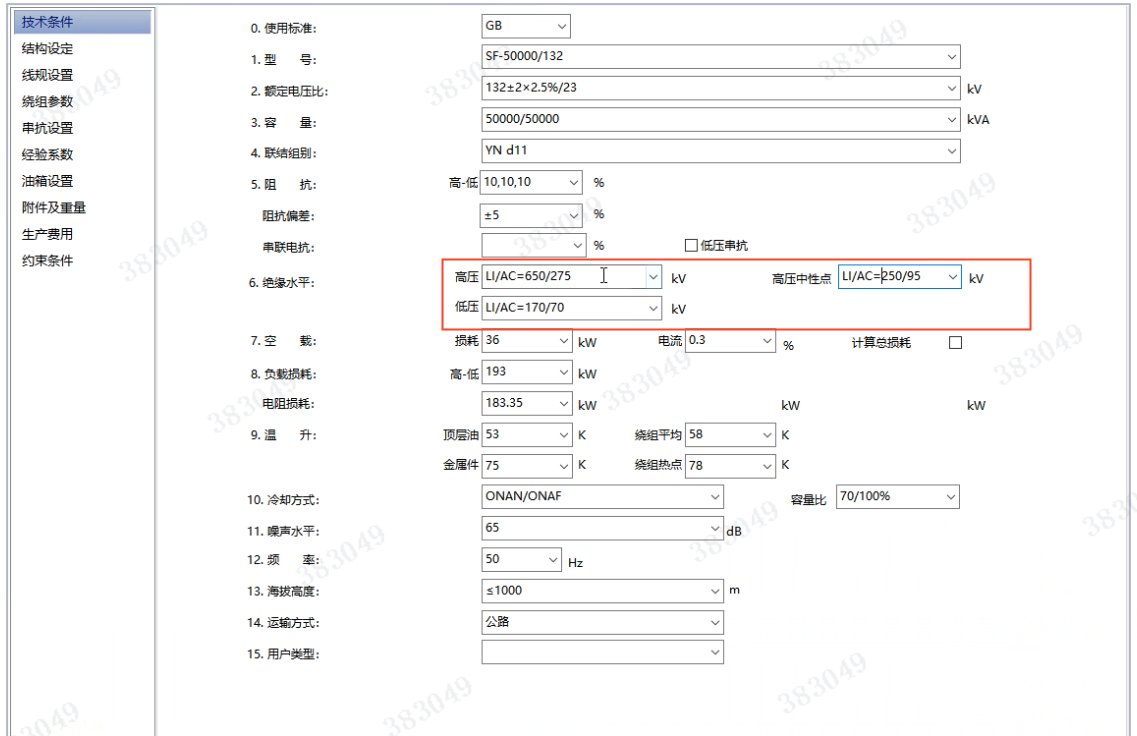 技术条件
结构设定
线规设置
绕组参数
串抗设置
经验系数
油箱设置
附件及重量
生产费用
约束条件
0. 使用标准: GB
1. 型 号: SF-50000/132
2. 额定电压比: 132±2×2.5%/23 kV
3. 容 量: 50000/50000 kVA
4. 联结组别: YN d11
5. 阻 抗: 高-低 10,10,10 %
阻抗偏差: ±5 %
串联电抗: % 低压串抗
6. 绝缘水平: 高压 LI/AC=650/275 kV 高压中性点 LI/AC=250/95 kV
低压 LI/AC=170/70 kV
7. 空 载: 损耗 36 kW 电流 0.3 % 计算总损耗
8. 负载损耗: 高-低 193 kW
电阻损耗: 183.35 kW kW kW
9. 温 升: 顶层油 53 K 绕组平均 58 K
金属件 75 K 绕组热点 78 K
10. 冷却方式: ONAN/ONAF 容量比 70/100%
11. 噪声水平: 65 dB
12. 频 率: 50 Hz
13. 海拔高度: ≤1000 m
14. 运输方式: 公路
15. 用户类型:
383049